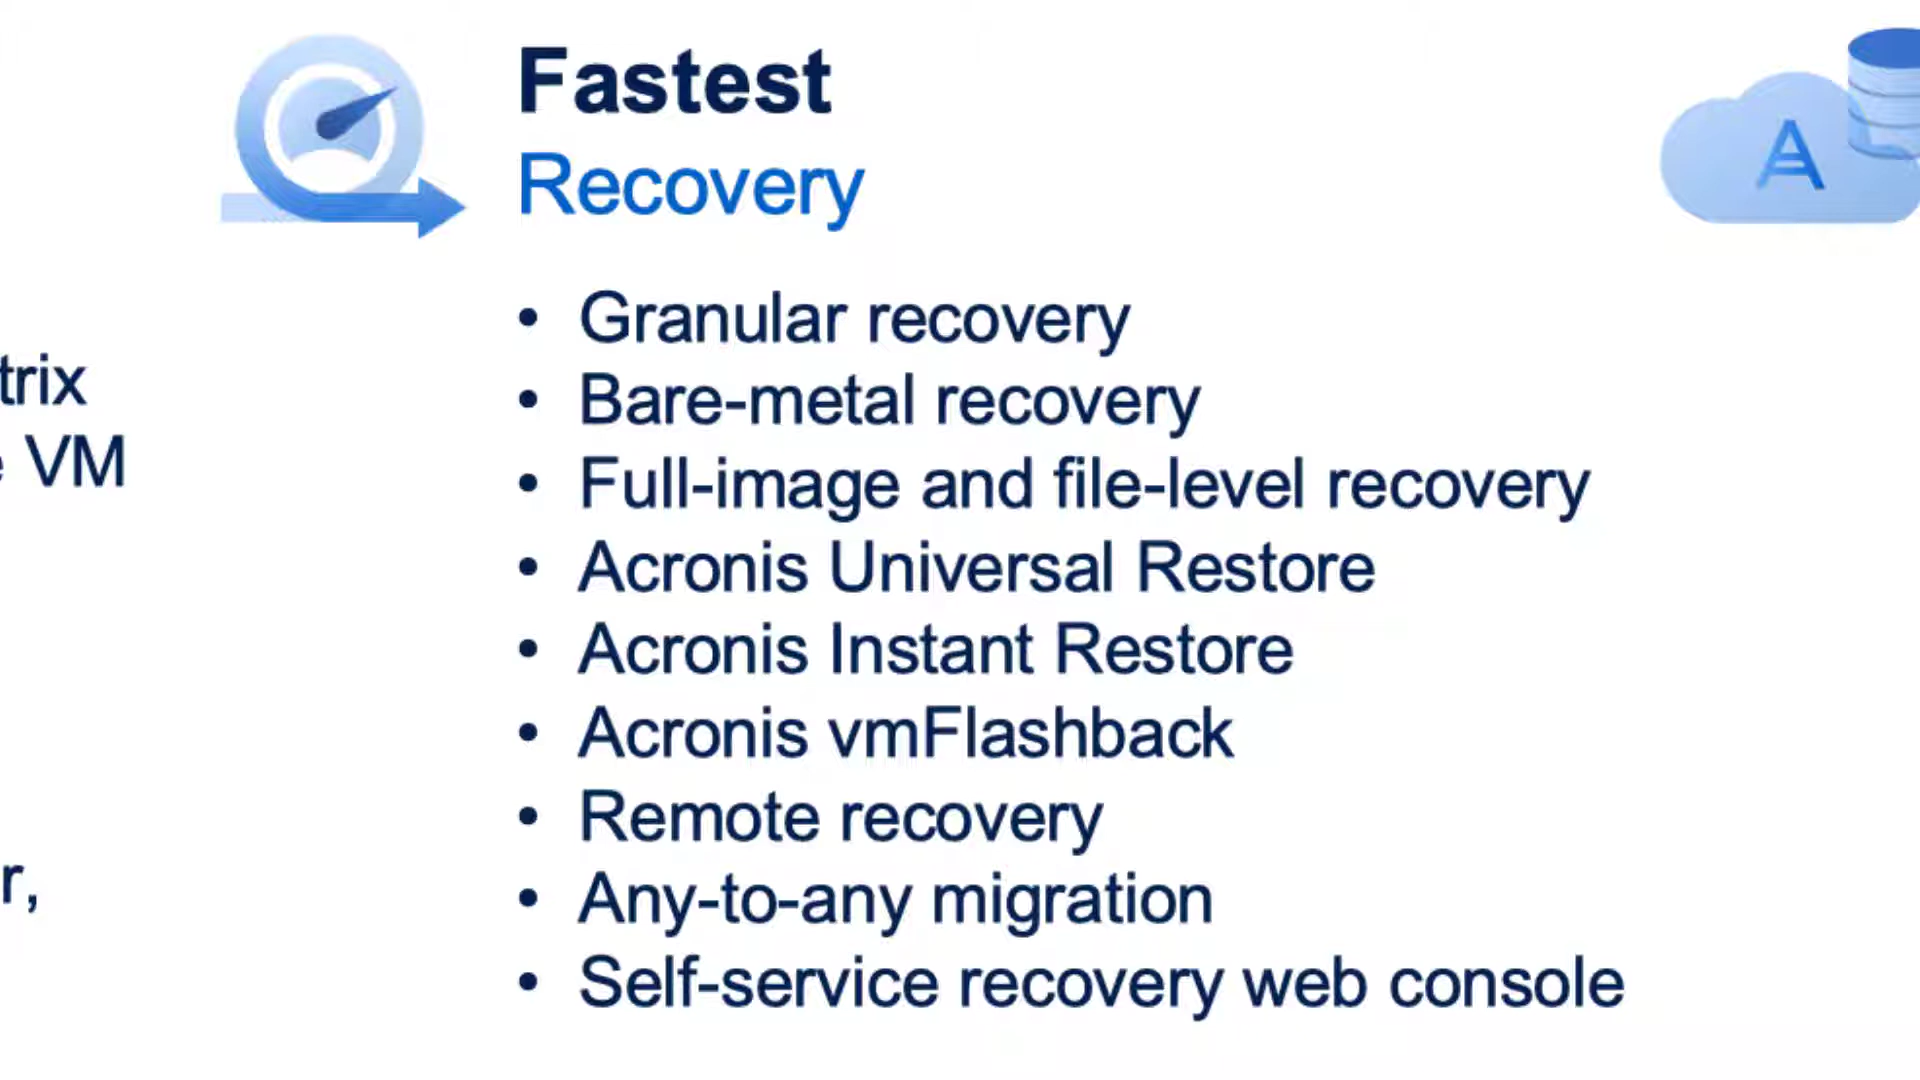 Fastest
Recovery
• Granular recovery
• Bare-metal recovery
• Full-image and file-level recovery
• Acronis Universal Restore
• Acronis Instant Restore
• Acronis vmFlashback
• Remote recovery
• Any-to-any migration
• Self-service recovery web console
VM
A